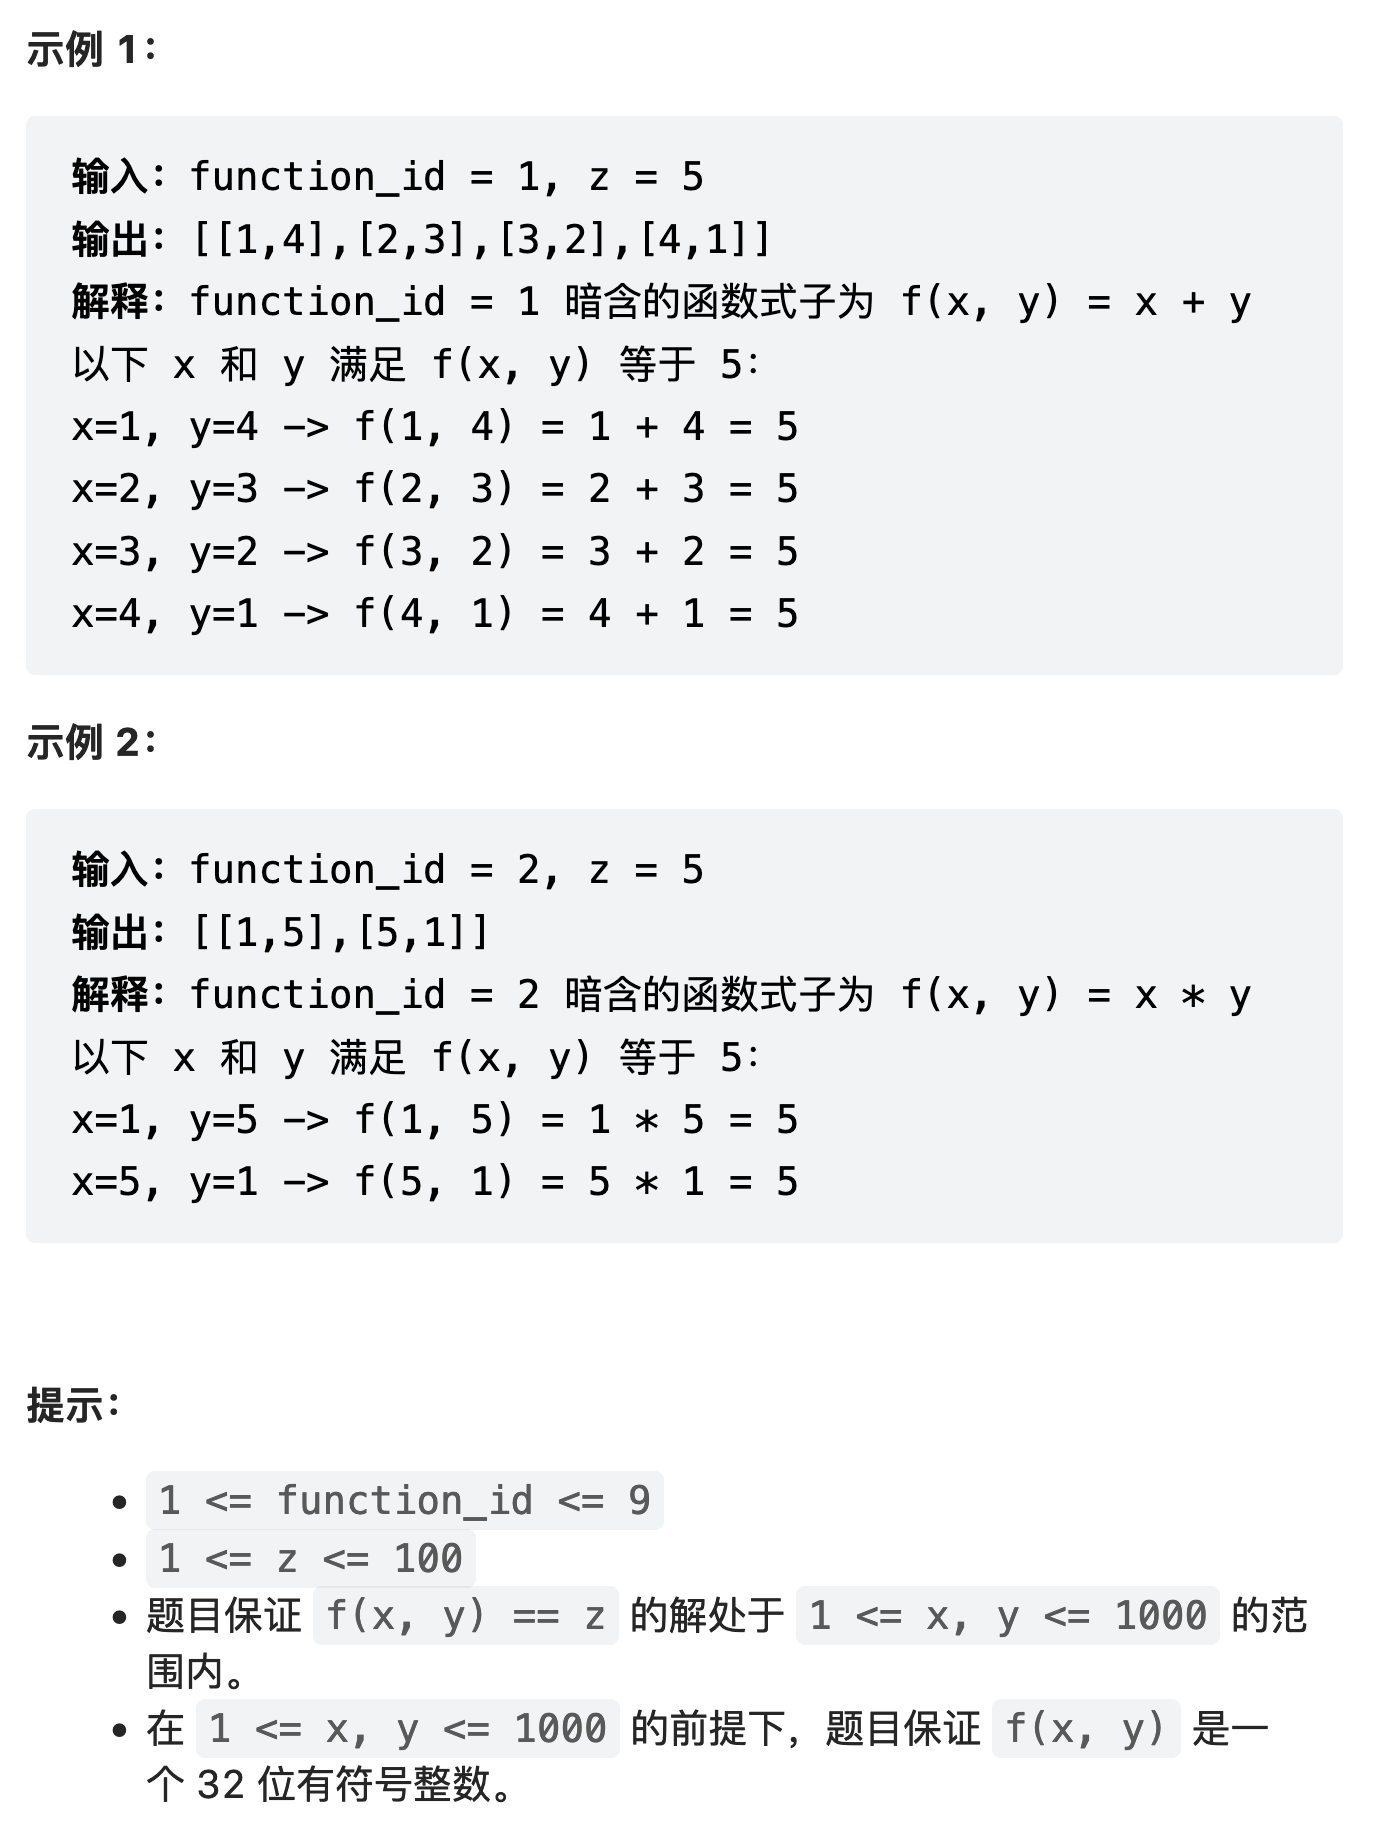 示例 1：
输入：function_id = 1, z = 5
输出：[[1,4],[2,3],[3,2],[4,1]]
解释：function_id = 1 暗含的函数式子为 f(x, y) = x + y
以下 x 和 y 满足 f(x, y) 等于 5：
x=1, y=4 -> f(1, 4) = 1 + 4 = 5
x=2, y=3 -> f(2, 3) = 2 + 3 = 5
x=3, y=2 -> f(3, 2) = 3 + 2 = 5
x=4, y=1 -> f(4, 1) = 4 + 1 = 5
示例 2：
输入：function_id = 2, z = 5
输出：[[1,5],[5,1]]
解释：function_id = 2 暗含的函数式子为 f(x, y) = x * y
以下 x 和 y 满足 f(x, y) 等于 5：
x=1, y=5 -> f(1, 5) = 1 * 5 = 5
x=5, y=1 -> f(5, 1) = 5 * 1 = 5
提示：
• 1 <= function_id <= 9
• 1 <= z <= 100
• 题目保证 f(x, y) == z 的解处于 1 <= x, y <= 1000 的范
围内。
• 在 1 <= x, y <= 1000 的前提下，题目保证 f(x, y) 是一
个 32 位有符号整数。